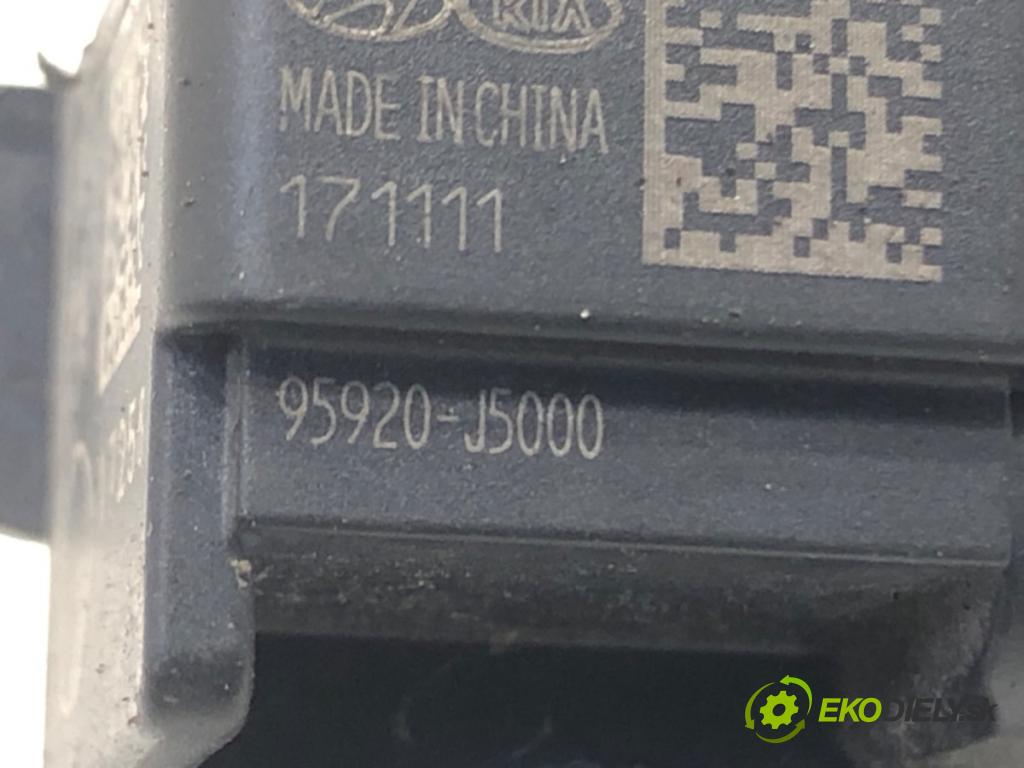 KIA
MADE IN CHINA
171111
95920-J5000
EKODIELY.sk